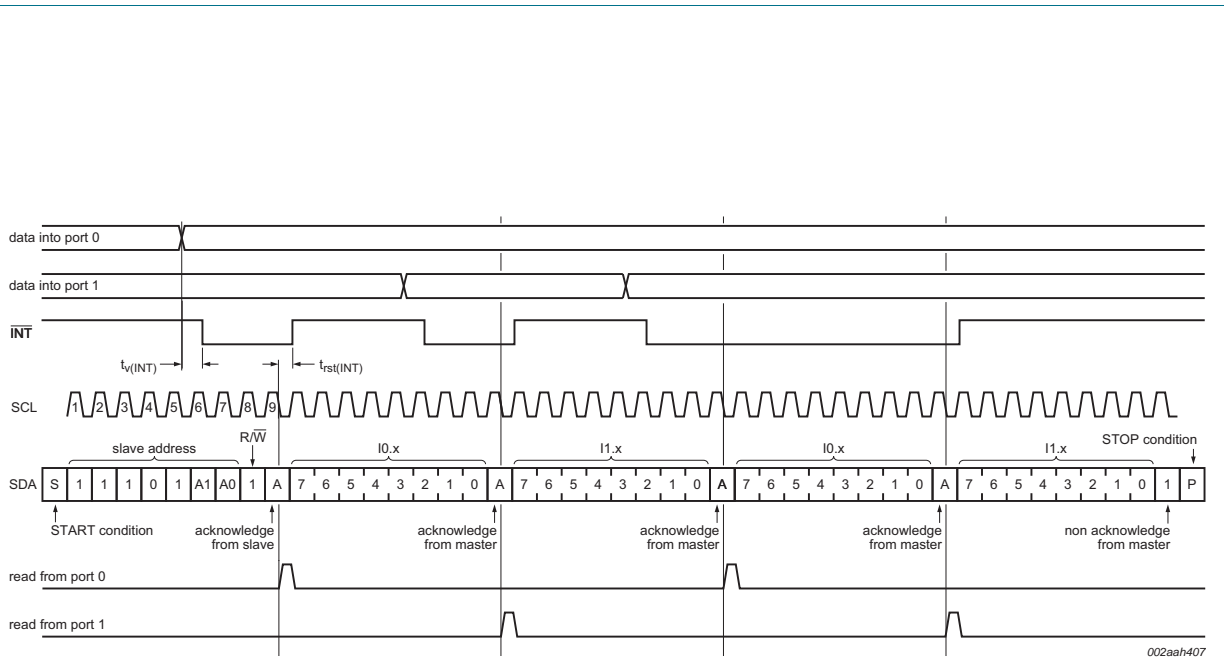 data into port 0
data into port 1
INT
tv(INT)
trst(INT)
SCL
1 2 3 4 5 6 7 8 9
R/W
STOP condition
slave address
I0.x
I1.x
I0.x
I1.x
SDA S 1 1 1 0 1 A1 A0 1 A 7 6 5 4 3 2 1 0 A 7 6 5 4 3 2 1 0 A 7 6 5 4 3 2 1 0 A 7 6 5 4 3 2 1 0 1 P
START condition
acknowledge
from slave
acknowledge
from master
acknowledge
from master
acknowledge
from master
non acknowledge
from master
read from port 0
read from port 1
002aah407